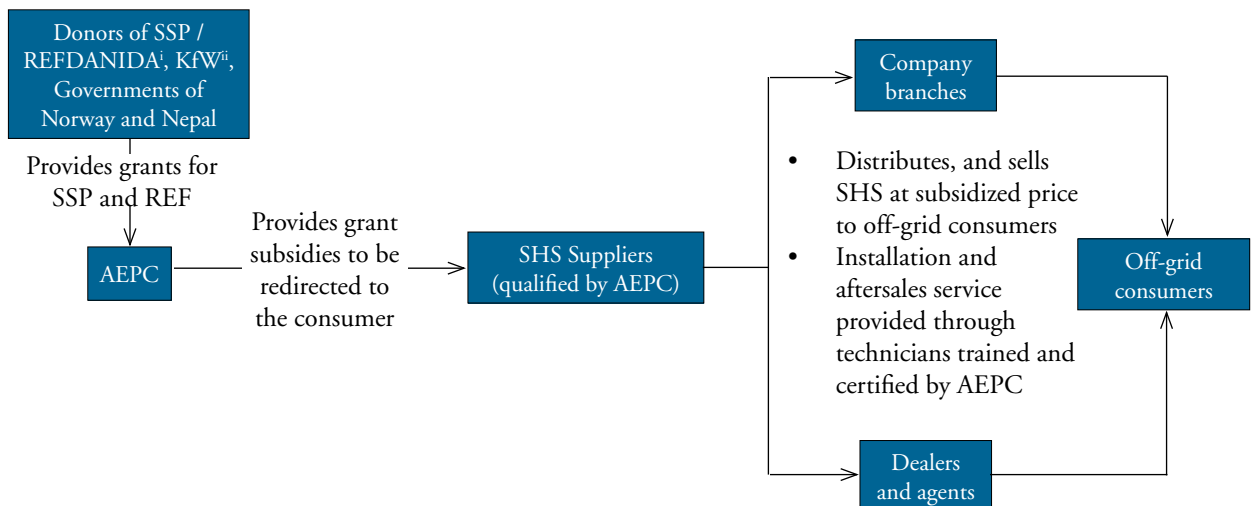 Donors of SSP /
REFDANIDAⁱ, KfWⁱⁱ,
Governments of
Norway and Nepal
Provides grants for
SSP and REF
AEPC
Provides grant
subsidies to be
redirected to
the consumer
SHS Suppliers
(qualified by AEPC)
Company
branches
• Distributes, and sells
SHS at subsidized price
to off-grid consumers
• Installation and
aftersales service
provided through
technicians trained and
certified by AEPC
Dealers
and agents
Off-grid
consumers